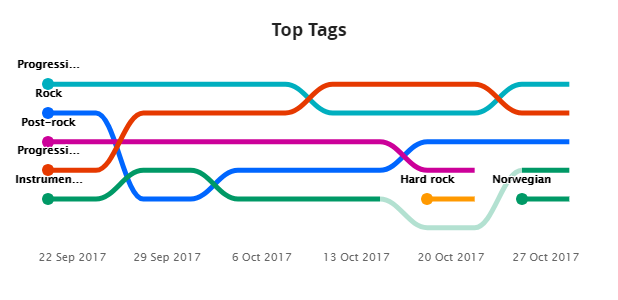 Top Tags
Progressi...
Rock
Post-rock
Progressi...
Instrumen...
Hard rock
Norwegian
22 Sep 2017
29 Sep 2017
6 Oct 2017
13 Oct 2017
20 Oct 2017
27 Oct 2017